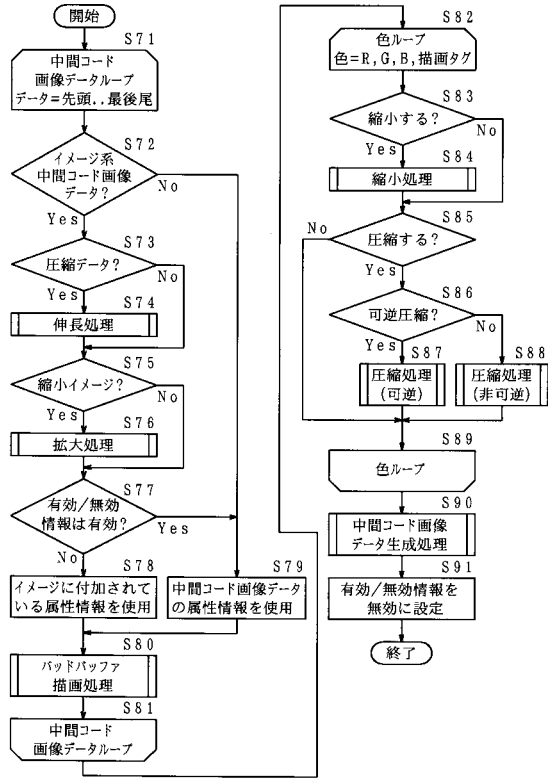 開始
S71
中間コード
画像データループ
データ=先頭..最後尾
S72
イメージ系
中間コード画像
データ?
No
Yes
S73
圧縮データ?
No
Yes
S74
伸長処理
S75
縮小イメージ?
No
Yes
S76
拡大処理
S77
有効/無効
情報は有効?
Yes
No
S78
イメージに付加されて
いる属性情報を使用
S79
中間コード画像データ
の属性情報を使用
S80
バッドバッファ
描画処理
S81
中間コード
画像データループ
S82
色ループ
色=R,G,B,描画タグ
S83
縮小する?
No
Yes
S84
縮小処理
S85
No
圧縮する?
Yes
S86
可逆圧縮?
No
Yes
S87
圧縮処理
(可逆)
S88
圧縮処理
(非可逆)
S89
色ループ
S90
中間コード画像
データ生成処理
S91
有効/無効情報を
無効に設定
終了